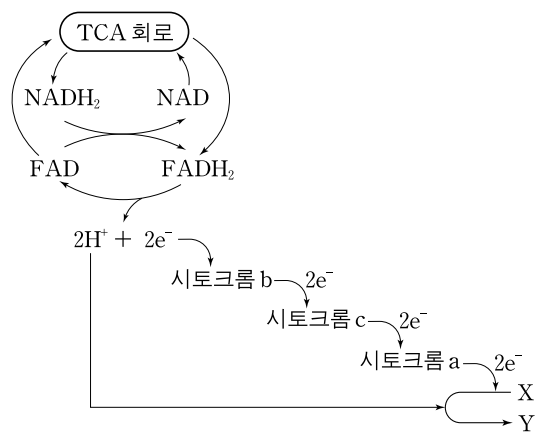 TCA 회로
NADH₂ NAD
FAD FADH₂
2H⁺ + 2e⁻
시토크롬 b 2e⁻
시토크롬 c 2e⁻
시토크롬 a 2e⁻
X
Y